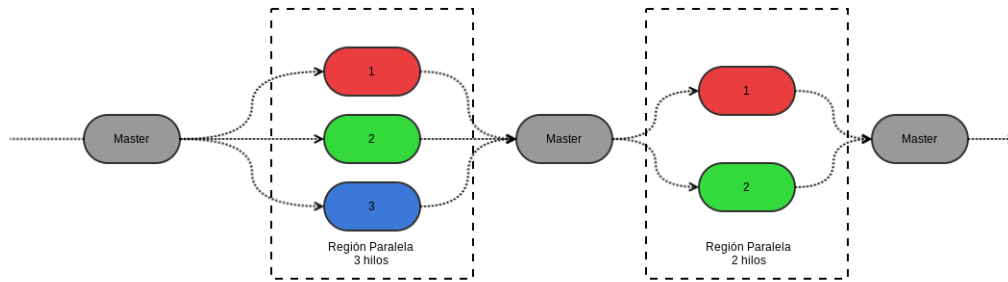 Master
1
2
3
Región Paralela
3 hilos
Master
1
2
Región Paralela
2 hilos
Master